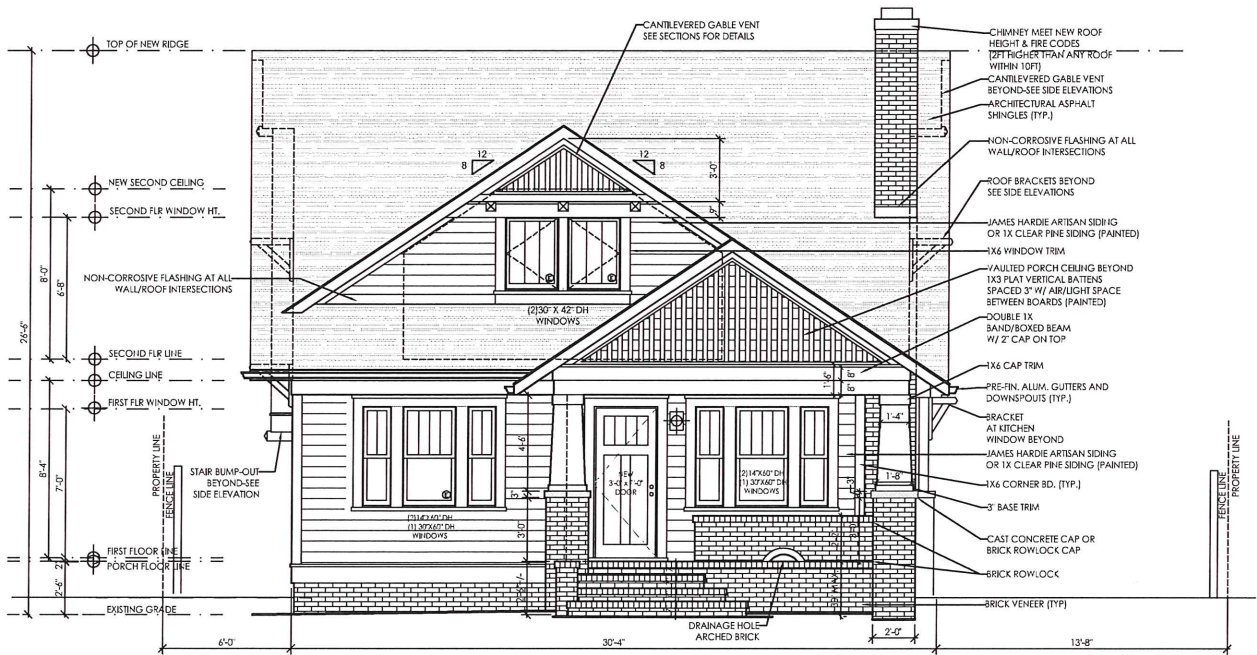 TOP OF NEW RIDGE
NEW SECOND CEILING
SECOND FLR WINDOW HT.
SECOND FLR LINE
CEILING LINE
FIRST FLR WINDOW HT.
FIRST FLOOR LINE
PORCH FLOOR LINE
EXISTING GRADE
26'-6"
8'-0"
6'-8"
8'-4"
7'-0"
2'-6"
PROPERTY LINE
FENCE LINE
NON-CORROSIVE FLASHING AT ALL
WALL/ROOF INTERSECTIONS
STAIR BUMP-OUT
BEYOND-SEE
SIDE ELEVATION
CANTILEVERED GABLE VENT
SEE SECTIONS FOR DETAILS
12
8
12
8
3'-0"
(2)30" X 42" DH
WINDOWS
(2)14"X60" DH
(1) 30"X60" DH
WINDOWS
4'-6"
3"
3'-0"
NEW
3'-0"x7'-0"
DOOR
(2)14"X60" DH
(1) 30"X60" DH
WINDOWS
1'-6"
8"
8"
1'-4"
1'-8"
DRAINAGE HOLE
ARCHED BRICK
CHIMNEY MEET NEW ROOF
HEIGHT & FIRE CODES
(2FT HIGHER THAN ANY ROOF
WITHIN 10FT)
CANTILEVERED GABLE VENT
BEYOND-SEE SIDE ELEVATIONS
ARCHITECTURAL ASPHALT
SHINGLES (TYP.)
NON-CORROSIVE FLASHING AT ALL
WALL/ROOF INTERSECTIONS
ROOF BRACKETS BEYOND
SEE SIDE ELEVATIONS
JAMES HARDIE ARTISAN SIDING
OR 1X CLEAR PINE SIDING (PAINTED)
1X6 WINDOW TRIM
VAULTED PORCH CEILING BEYOND
1X3 FLAT VERTICAL BATTENS
SPACED 3" W/ AIR/LIGHT SPACE
BETWEEN BOARDS (PAINTED)
DOUBLE 1X
BAND/BOXED BEAM
W/ 2" CAP ON TOP
1X6 CAP TRIM
PRE-FIN. ALUM. GUTTERS AND
DOWNSPOUTS (TYP.)
BRACKET
AT KITCHEN
WINDOW BEYOND
JAMES HARDIE ARTISAN SIDING
OR 1X CLEAR PINE SIDING (PAINTED)
1X6 CORNER BD. (TYP.)
3" BASE TRIM
CAST CONCRETE CAP OR
BRICK ROWLOCK CAP
BRICK ROWLOCK
BRICK VENEER (TYP)
FENCE LINE
PROPERTY LINE
6'-0"
30'-4"
2'-0"
13'-8"